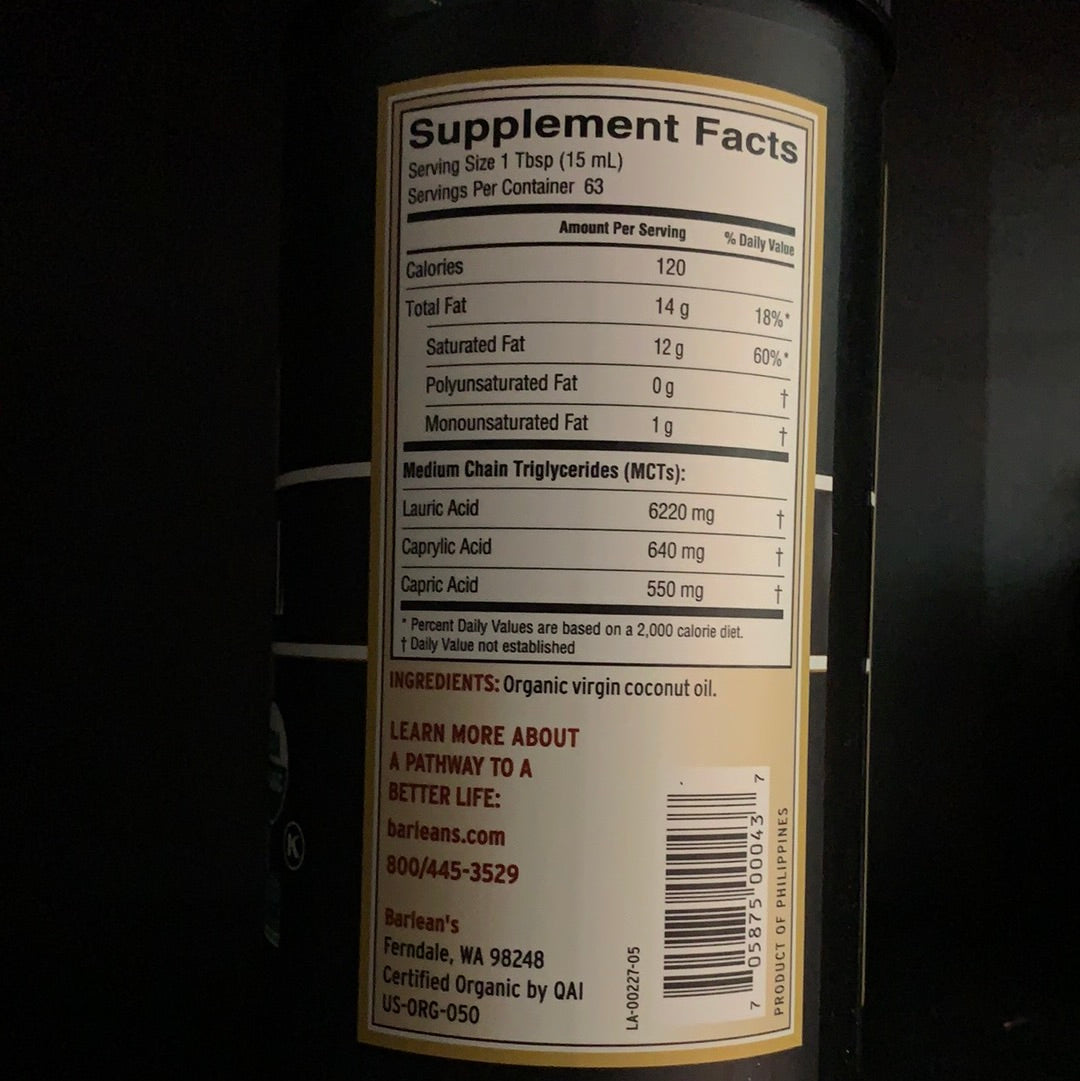 Supplement Facts
Serving Size 1 Tbsp (15 mL)
Servings Per Container 63
Amount Per Serving % Daily Value
Calories 120
Total Fat 14 g 18%*
Saturated Fat 12 g 60%*
Polyunsaturated Fat 0 g †
Monounsaturated Fat 1 g †
Medium Chain Triglycerides (MCTs):
Lauric Acid 6220 mg †
Caprylic Acid 640 mg †
Capric Acid 550 mg †
* Percent Daily Values are based on a 2,000 calorie diet.
† Daily Value not established
INGREDIENTS: Organic virgin coconut oil.
LEARN MORE ABOUT
A PATHWAY TO A
BETTER LIFE:
barleans.com
800/445-3529
Barlean's
Ferndale, WA 98248
Certified Organic by QAI
US-ORG-050
LA-00227-05
7 05875 00043 7
PRODUCT OF PHILIPPINES
K